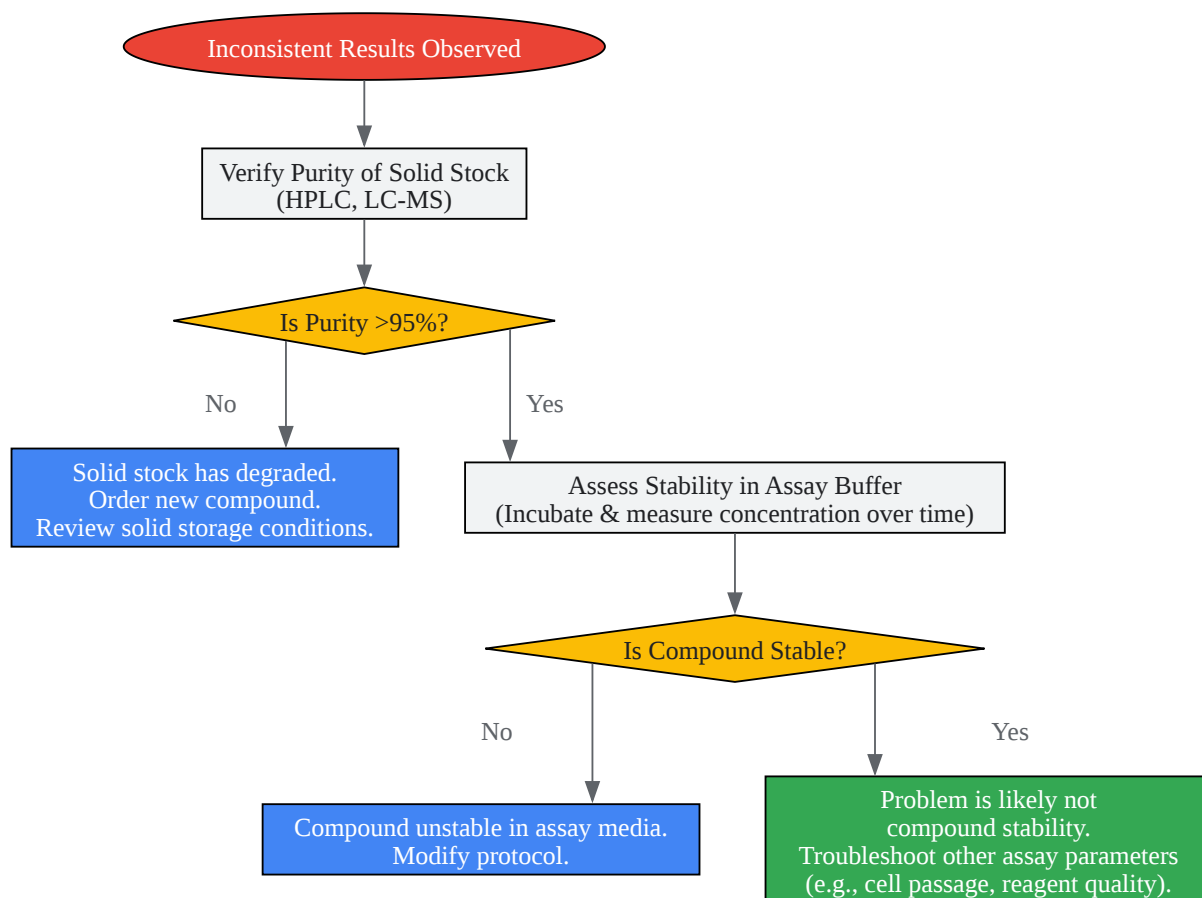 Inconsistent Results Observed
Verify Purity of Solid Stock
(HPLC, LC-MS)
Is Purity >95%?
No
Yes
Solid stock has degraded.
Order new compound.
Review solid storage conditions.
Assess Stability in Assay Buffer
(Incubate & measure concentration over time)
Is Compound Stable?
No
Yes
Compound unstable in assay media.
Modify protocol.
Problem is likely not
compound stability.
Troubleshoot other assay parameters
(e.g., cell passage, reagent quality).